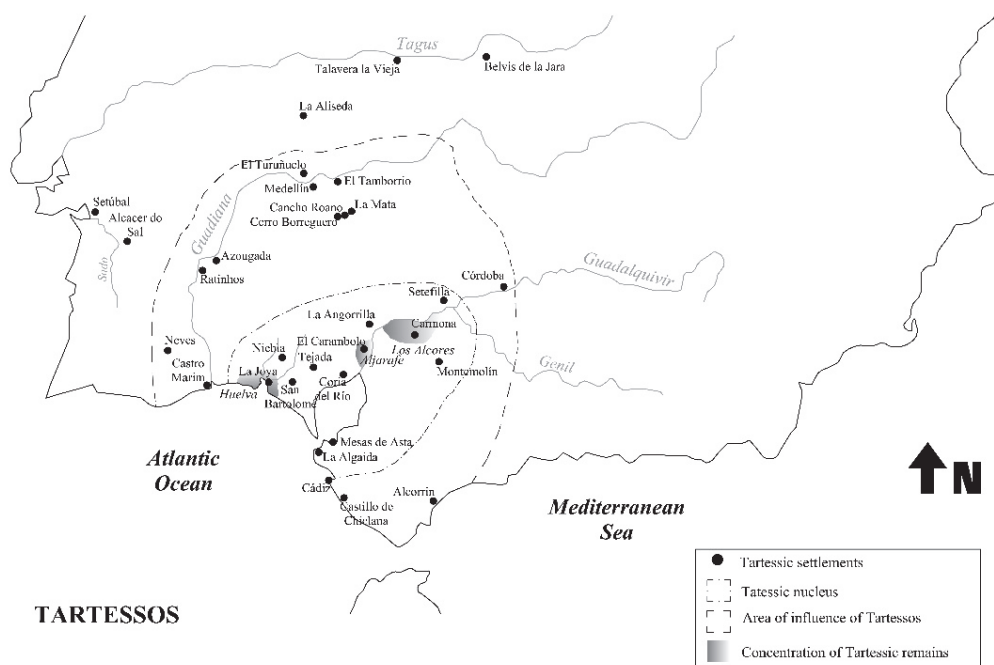 Tagus
Talavera la Vieja
Belvis de la Jara
La Aliseda
El Turuñuelo
El Tamborrio
Medellín
La Mata
Cancho Roano
Cerro Borreguero
Setúbal
Alcacer do
Sal
Sado
Guadiana
Azougada
Ratinhos
Guadalquivir
Córdoba
Setefilla
La Angorrilla
Carmona
El Carambolo
Los Alcores
Aljarafe
Genil
Neves
Niebla
Tejada
Montemolín
Castro
Marim
La Joya
Huelva
San
Bartolomé
Coria
del Río
Mesas de Asta
La Algaida
Atlantic
Ocean
Cádiz
Castillo de
Chiclana
Alcorrín
Mediterranean
Sea
N
TARTESSOS
Tartessic settlements
Tatessic nucleus
Area of influence of Tartessos
Concentration of Tartessic remains